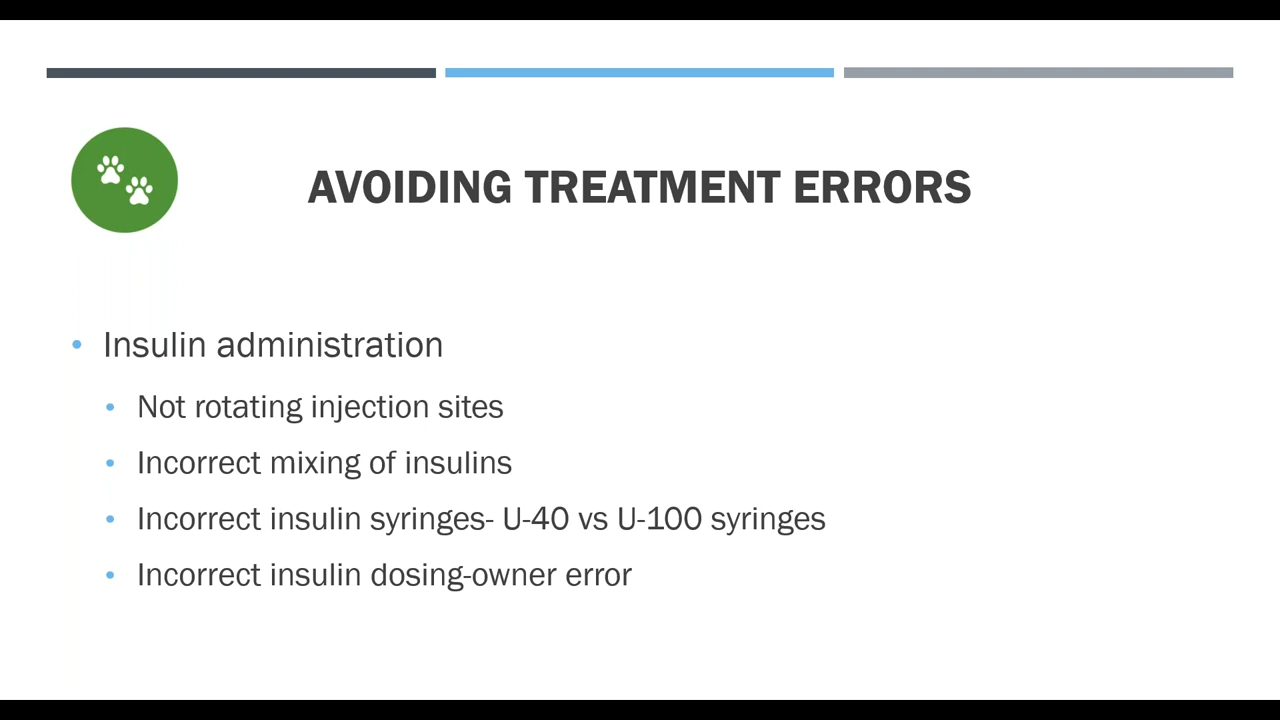 AVOIDING TREATMENT ERRORS
• Insulin administration
• Not rotating injection sites
• Incorrect mixing of insulins
• Incorrect insulin syringes- U-40 vs U-100 syringes
• Incorrect insulin dosing-owner error